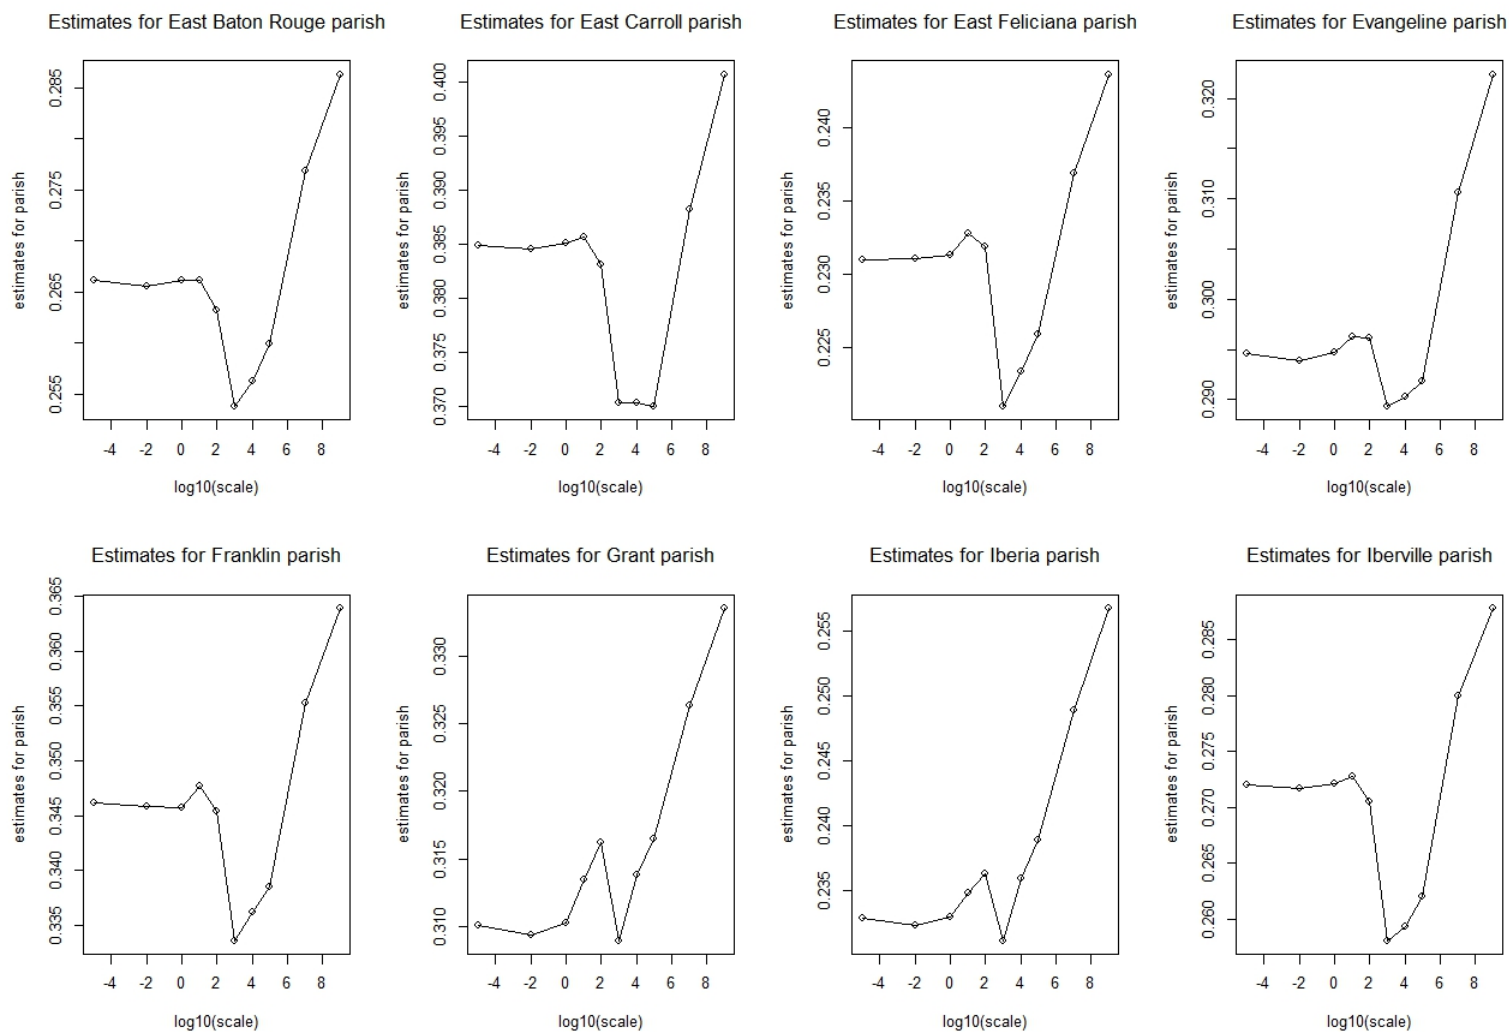 Estimates for East Baton Rouge parish
estimates for parish
0.285
0.275
0.265
0.255
-4 -2 0 2 4 6 8
log10(scale)
Estimates for East Carroll parish
estimates for parish
0.400
0.395
0.390
0.385
0.380
0.375
0.370
-4 -2 0 2 4 6 8
log10(scale)
Estimates for East Feliciana parish
estimates for parish
0.240
0.235
0.230
0.225
-4 -2 0 2 4 6 8
log10(scale)
Estimates for Evangeline parish
estimates for parish
0.320
0.310
0.300
0.290
-4 -2 0 2 4 6 8
log10(scale)
Estimates for Franklin parish
estimates for parish
0.365
0.360
0.355
0.350
0.345
0.340
0.335
-4 -2 0 2 4 6 8
log10(scale)
Estimates for Grant parish
estimates for parish
0.330
0.325
0.320
0.315
0.310
-4 -2 0 2 4 6 8
log10(scale)
Estimates for Iberia parish
estimates for parish
0.255
0.250
0.245
0.240
0.235
-4 -2 0 2 4 6 8
log10(scale)
Estimates for Iberville parish
estimates for parish
0.285
0.280
0.275
0.270
0.265
0.260
-4 -2 0 2 4 6 8
log10(scale)